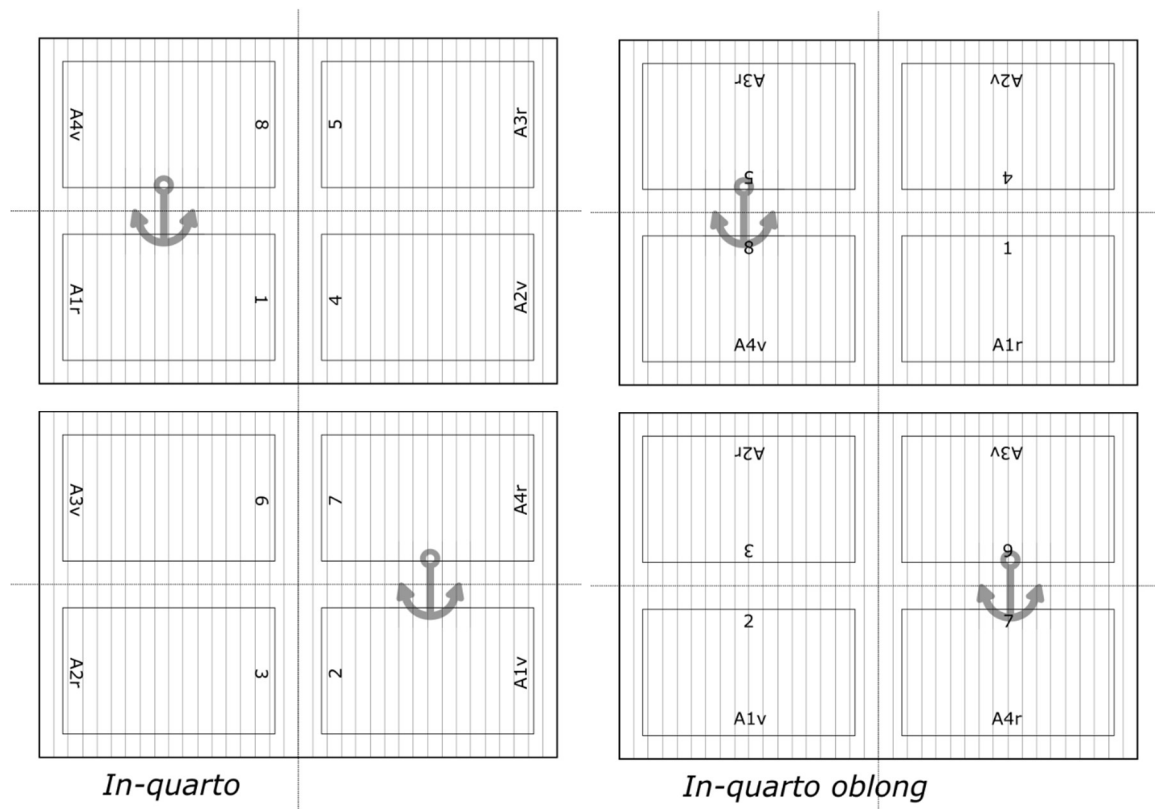 A4v 8 5 A3r
A1r 1 4 A2v
A3v 6 7 A4r
A2r 3 2 A1v
In-quarto
A3r A2v
5 4
8 1
A4v A1r
A2r A3v
3 6
2 7
A1v A4r
In-quarto oblong